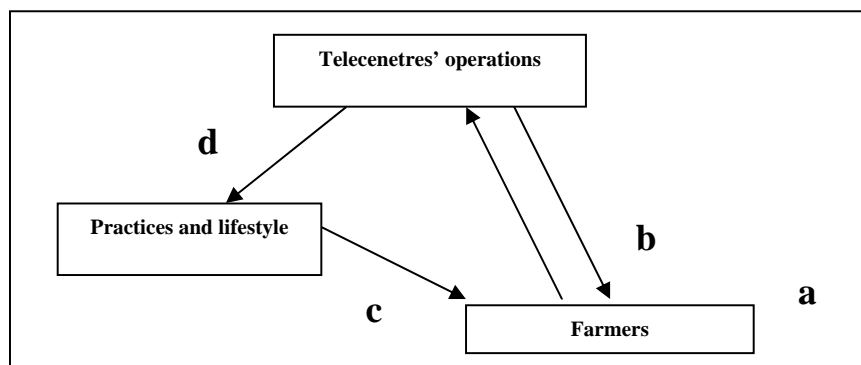 Telecenetres’ operations
d
Practices and lifestyle
b
a
c
Farmers